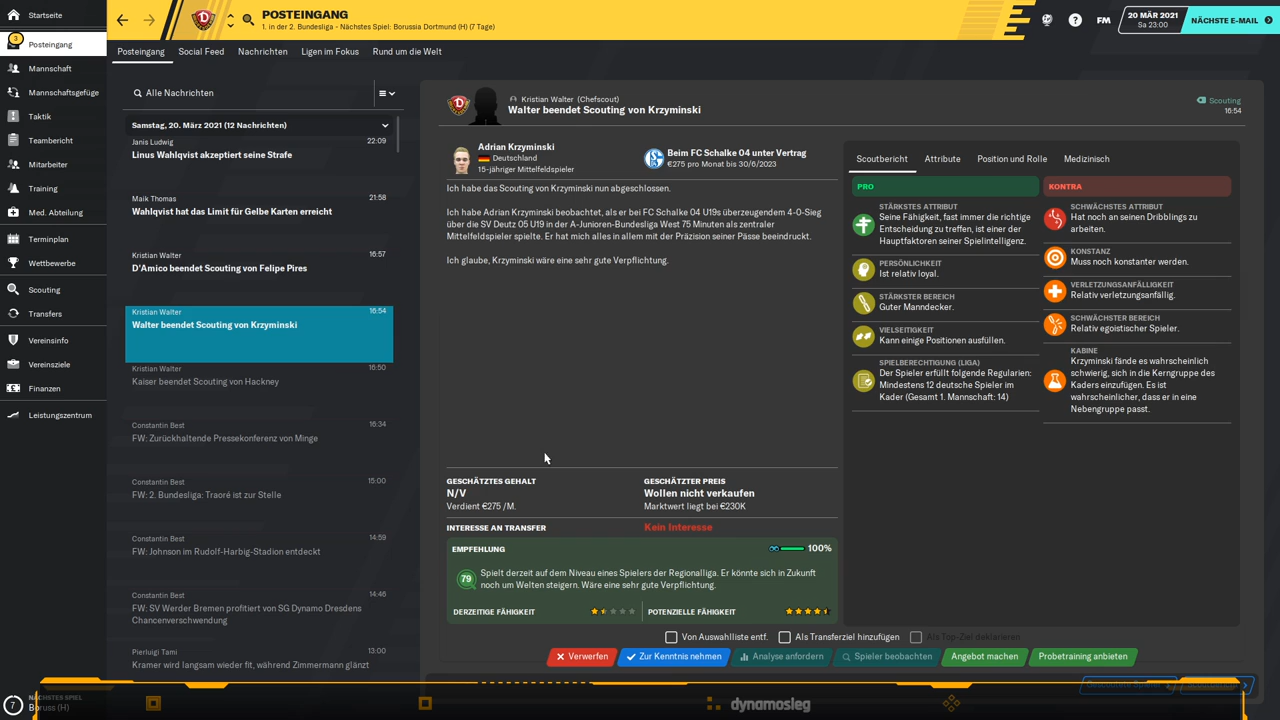 Startseite
3
Posteingang
Mannschaft
Mannschaftsgefüge
Taktik
Teambericht
Mitarbeiter
Training
Med. Abteilung
Terminplan
Wettbewerbe
Scouting
Transfers
Vereinsinfo
Vereinsziele
Finanzen
Leistungszentrum
POSTEINGANG
1. in der 2. Bundesliga - Nächstes Spiel: Borussia Dortmund (H) (7 Tage)
FM
20 MÄR 2021
Sa 23:00
NÄCHSTE E-MAIL
Posteingang Social Feed Nachrichten Ligen im Fokus Rund um die Welt
Alle Nachrichten
Samstag, 20. März 2021 (12 Nachrichten)
Janis Ludwig 22:09
Linus Wahlqvist akzeptiert seine Strafe
Maik Thomas 21:58
Wahlqvist hat das Limit für Gelbe Karten erreicht
Kristian Walter 16:57
D'Amico beendet Scouting von Felipe Pires
Kristian Walter 16:54
Walter beendet Scouting von Krzyminski
Kristian Walter 16:50
Kaiser beendet Scouting von Hackney
Constantin Best 16:34
FW: Zurückhaltende Pressekonferenz von Minge
Constantin Best 15:00
FW: 2. Bundesliga: Traoré ist zur Stelle
Constantin Best 14:59
FW: Johnson im Rudolf-Harbig-Stadion entdeckt
Constantin Best 14:46
FW: SV Werder Bremen profitiert von SG Dynamo Dresdens
Chancenverschwendung
Pierluigi Tami 13:00
Kramer wird langsam wieder fit, während Zimmermann glänzt
Kristian Walter (Chefscout)
Walter beendet Scouting von Krzyminski
Scouting
16:54
Adrian Krzyminski
Deutschland
15-jähriger Mittelfeldspieler
Beim FC Schalke 04 unter Vertrag
€275 pro Monat bis 30/6/2023
Ich habe das Scouting von Krzyminski nun abgeschlossen.
Ich habe Adrian Krzyminski beobachtet, als er bei FC Schalke 04 U19s überzeugendem 4-0-Sieg
über die SV Deutz 05 U19 in der A-Junioren-Bundesliga West 75 Minuten als zentraler
Mittelfeldspieler spielte. Er hat mich alles in allem mit der Präzision seiner Pässe beeindruckt.
Ich glaube, Krzyminski wäre eine sehr gute Verpflichtung.
GESCHÄTZTES GEHALT
N/V
Verdient €275 /M.
GESCHÄTZTER PREIS
Wollen nicht verkaufen
Marktwert liegt bei €230K
INTERESSE AN TRANSFER Kein Interesse
EMPFEHLUNG 100%
79
Spielt derzeit auf dem Niveau eines Spielers der Regionalliga. Er könnte sich in Zukunft
noch um Welten steigern. Wäre eine sehr gute Verpflichtung.
DERZEITIGE FÄHIGKEIT POTENZIELLE FÄHIGKEIT
Scoutbericht Attribute Position und Rolle Medizinisch
PRO
STÄRKSTES ATTRIBUT
Seine Fähigkeit, fast immer die richtige
Entscheidung zu treffen, ist einer der
Hauptfaktoren seiner Spielintelligenz.
PERSÖNLICHKEIT
Ist relativ loyal.
STÄRKSTER BEREICH
Guter Manndecker.
VIELSEITIGKEIT
Kann einige Positionen ausfüllen.
SPIELBERECHTIGUNG (LIGA)
Der Spieler erfüllt folgende Regularien:
Mindestens 12 deutsche Spieler im
Kader (Gesamt 1. Mannschaft: 14)
KONTRA
SCHWÄCHSTES ATTRIBUT
Hat noch an seinen Dribblings zu
arbeiten.
KONSTANZ
Muss noch konstanter werden.
VERLETZUNGSANFÄLLIGKEIT
Relativ verletzungsanfällig.
SCHWÄCHSTER BEREICH
Relativ egoistischer Spieler.
KABINE
Krzyminski fände es wahrscheinlich
schwierig, sich in die Kerngruppe des
Kaders einzufügen. Es ist
wahrscheinlicher, dass er in eine
Nebengruppe passt.
Von Auswahlliste entf. Als Transferziel hinzufügen Als Top-Ziel deklarieren
Verwerfen Zur Kenntnis nehmen Analyse anfordern Spieler beobachten Angebot machen Probetraining anbieten
7
NÄCHSTES SPIEL
Boruss (H)
dynamosleg